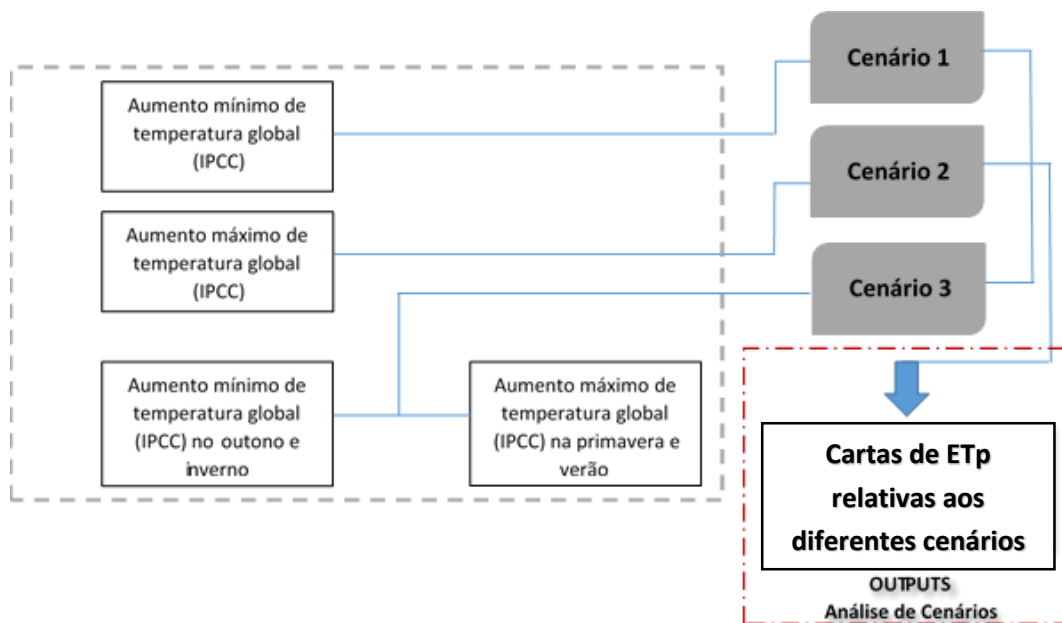 Cenário 1
Aumento mínimo de
temperatura global
(IPCC)
Cenário 2
Aumento máximo de
temperatura global
(IPCC)
Cenário 3
Aumento mínimo de
temperatura global
(IPCC) no outono e
inverno
Aumento máximo de
temperatura global
(IPCC) na primavera e
verão
Cartas de ETp
relativas aos
diferentes cenários
OUTPUTS
Análise de Cenários